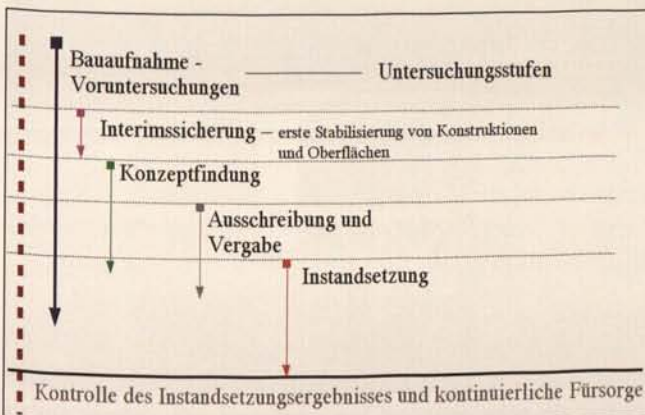 Bauaufnahme -
Voruntersuchungen
Untersuchungsstufen
Interimssicherung – erste Stabilisierung von Konstruktionen
und Oberflächen
Konzeptfindung
Ausschreibung und
Vergabe
Instandsetzung
Kontrolle des Instandsetzungsergebnisses und kontinuierliche Fürsorge